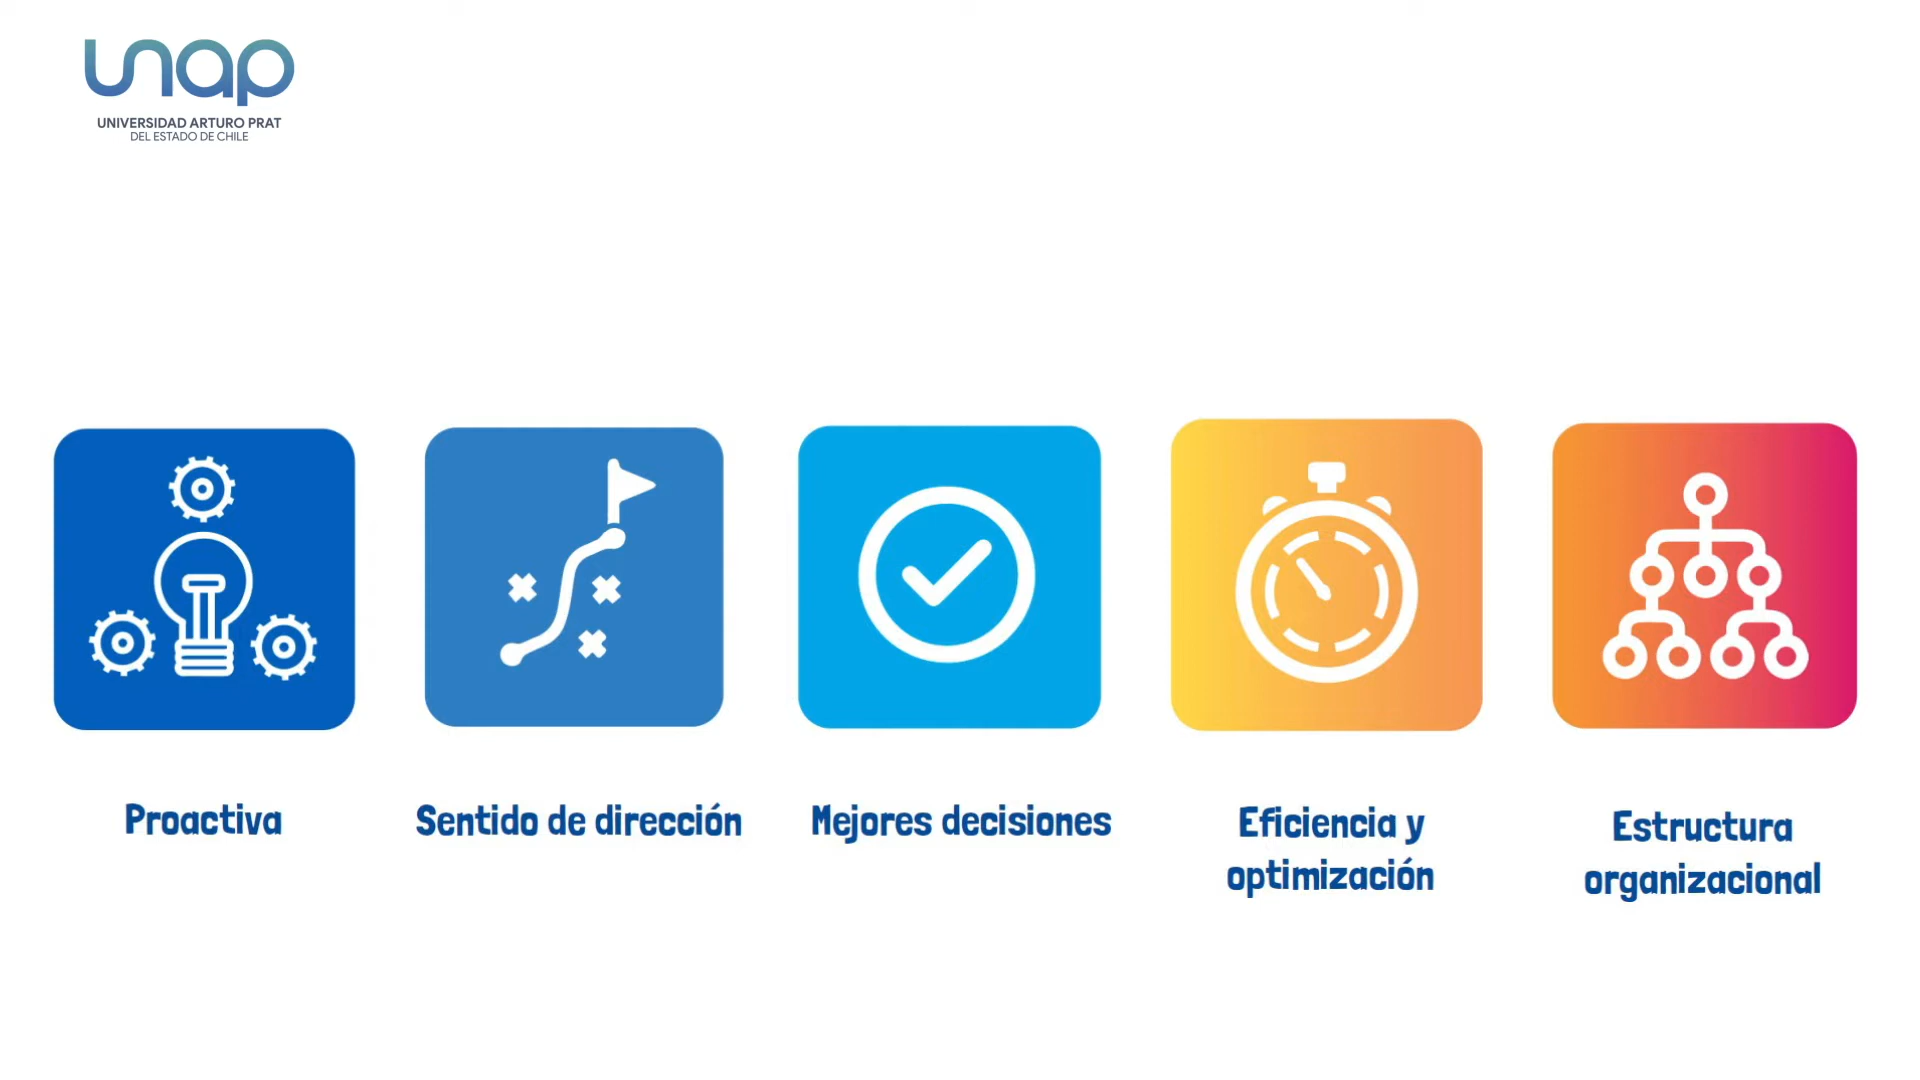 unap
UNIVERSIDAD ARTURO PRAT
DEL ESTADO DE CHILE
Proactiva
Sentido de dirección
Mejores decisiones
Eficiencia y
optimización
Estructura
organizacional